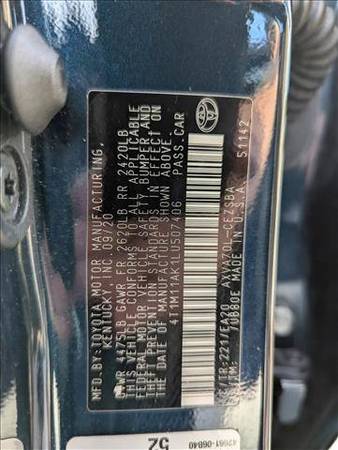 MFD.BY:TOYOTA MOTOR MANUFACTURING,
KENTUCKY, INC. 09/20
GVWR 4475LB GAWR FR 2620LB RR 2420LB
THIS VEHICLE CONFORMS TO ALL APPLICABLE
FEDERAL MOTOR VEHICLE SAFETY, BUMPER AND
THEFT PREVENTION STANDARDS IN EFFECT ON
THE DATE OF MANUFACTURE SHOWN ABOVE.
4T1M11AK1LU507406 PASS.CAR
C/TR:221/EA20 AXVA70L-CEZSBA
MADE IN U.S.A.
51142
42661-06B40
52